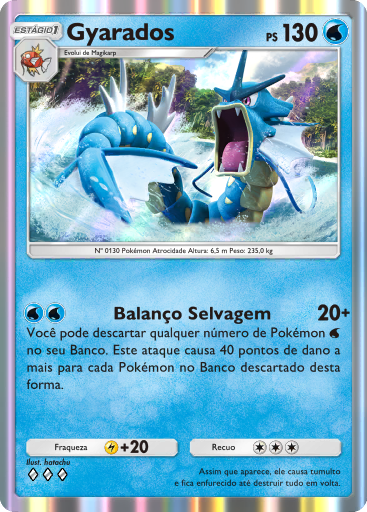 ESTÁGIO 1
Gyarados
PS 130
Evolui de Magikarp
Nº 0130 Pokémon Atrocidade Altura: 6,5 m Peso: 235,0 kg
Balanço Selvagem 20+
Você pode descartar qualquer número de Pokémon
no seu Banco. Este ataque causa 40 pontos de dano a
mais para cada Pokémon no Banco descartado desta
forma.
Fraqueza +20
Recuo
Ilust. hatachu
Assim que aparece, ele causa tumulto
e fica enfurecido até destruir tudo em volta.